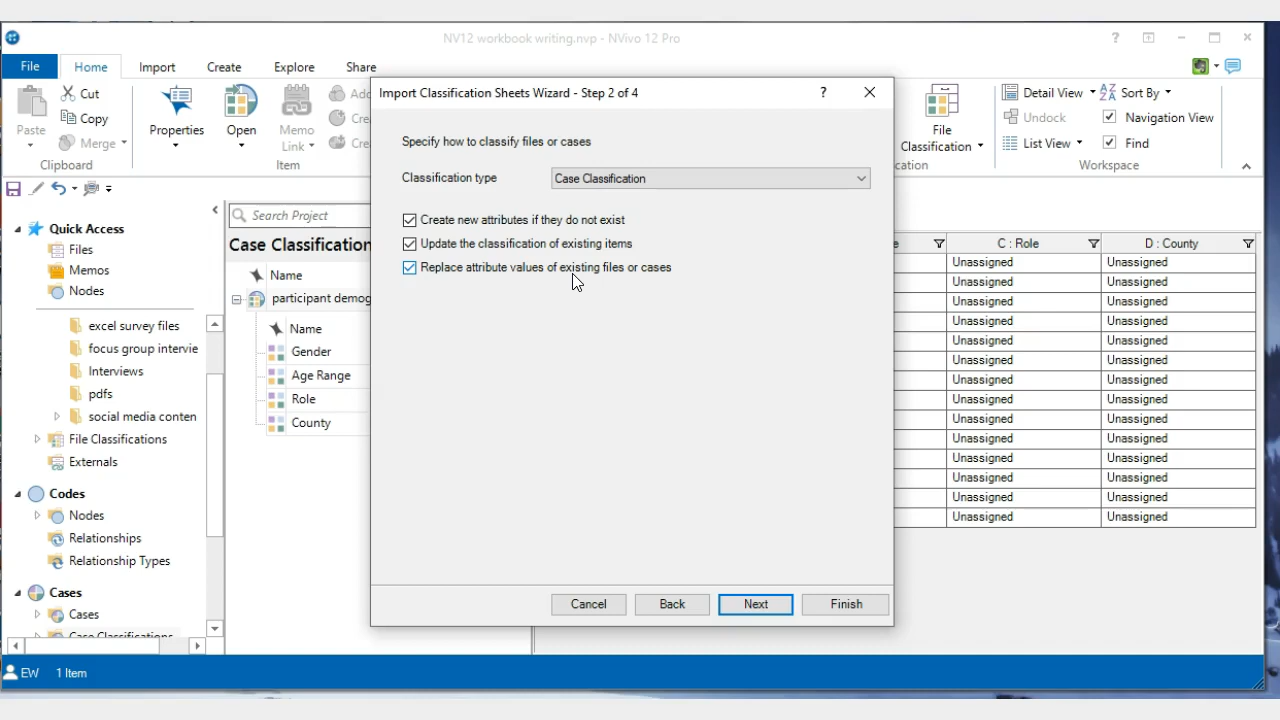 NV12 workbook writing.nvp - NVivo 12 Pro
?
File Home Import Create Explore Share
Paste
Cut
Copy
Merge
Clipboard
Properties
Open
Memo
Link
Item
File
Classification
Detail View
Undock
List View
Sort By
Navigation View
Find
Workspace
Quick Access
Files
Memos
Nodes
excel survey files
focus group intervie
Interviews
pdfs
social media conten
File Classifications
Externals
Codes
Nodes
Relationships
Relationship Types
Cases
Cases
Case Classifications
Search Project
Case Classification
Name
participant demog
Name
Gender
Age Range
Role
County
Import Classification Sheets Wizard - Step 2 of 4
?
Specify how to classify files or cases
Classification type Case Classification
Create new attributes if they do not exist
Update the classification of existing items
Replace attribute values of existing files or cases
Cancel Back Next Finish
C : Role D : County
Unassigned Unassigned
Unassigned Unassigned
Unassigned Unassigned
Unassigned Unassigned
Unassigned Unassigned
Unassigned Unassigned
Unassigned Unassigned
Unassigned Unassigned
Unassigned Unassigned
Unassigned Unassigned
Unassigned Unassigned
Unassigned Unassigned
Unassigned Unassigned
Unassigned Unassigned
EW 1 Item